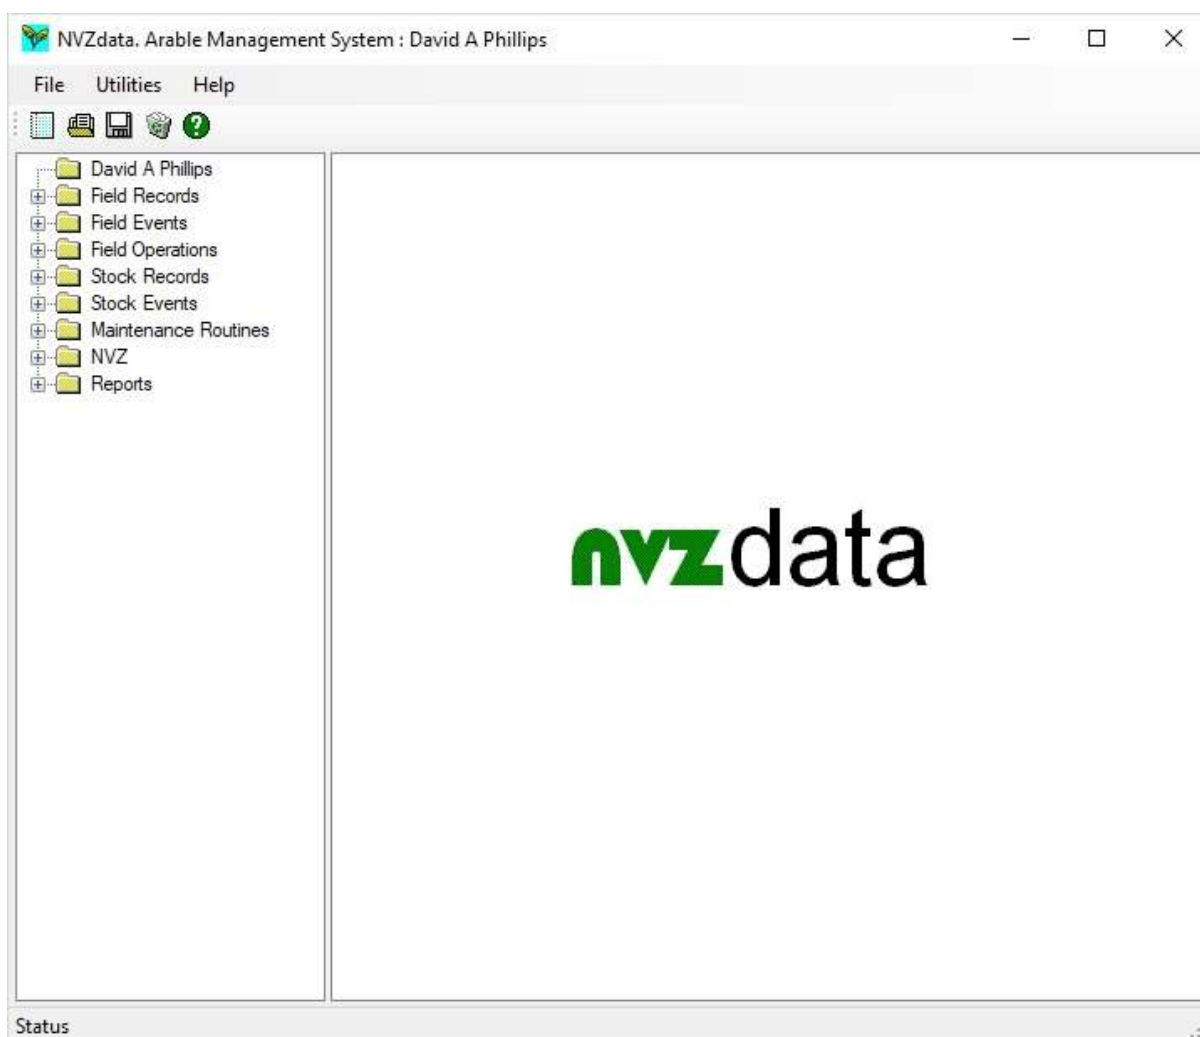 NVZdata. Arable Management System : David A Phillips
File Utilities Help
David A Phillips
Field Records
Field Events
Field Operations
Stock Records
Stock Events
Maintenance Routines
NVZ
Reports
nvzdata
Status